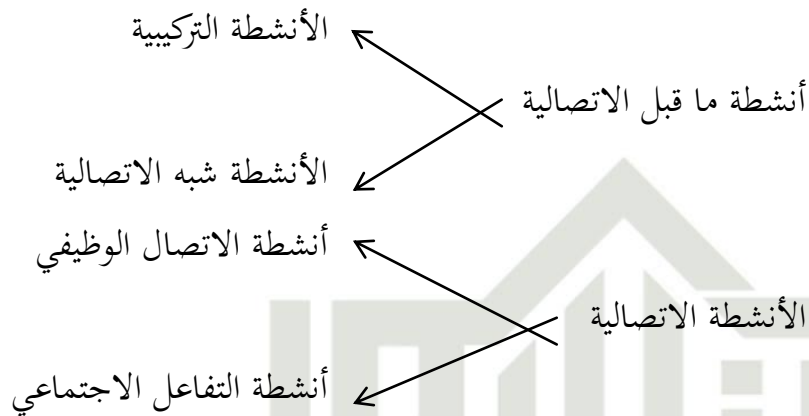 الأنشطة التركيبية
أنشطة ما قبل الاتصالية
الأنشطة شبه الاتصالية
أنشطة الاتصال الوظيفي
الأنشطة الاتصالية
أنشطة التفاعل الاجتماعي